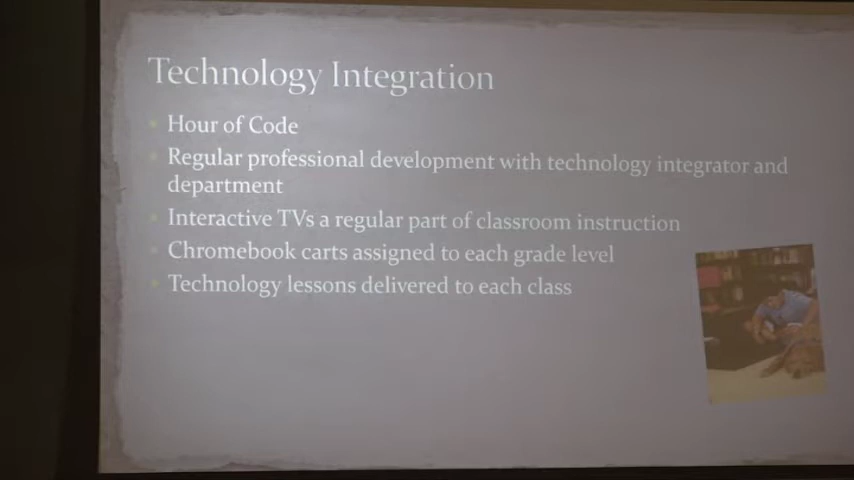 Technology Integration
Hour of Code
Regular professional development with technology integrator and
department
Interactive TVs a regular part of classroom instruction
Chromebook carts assigned to each grade level
Technology lessons delivered to each class